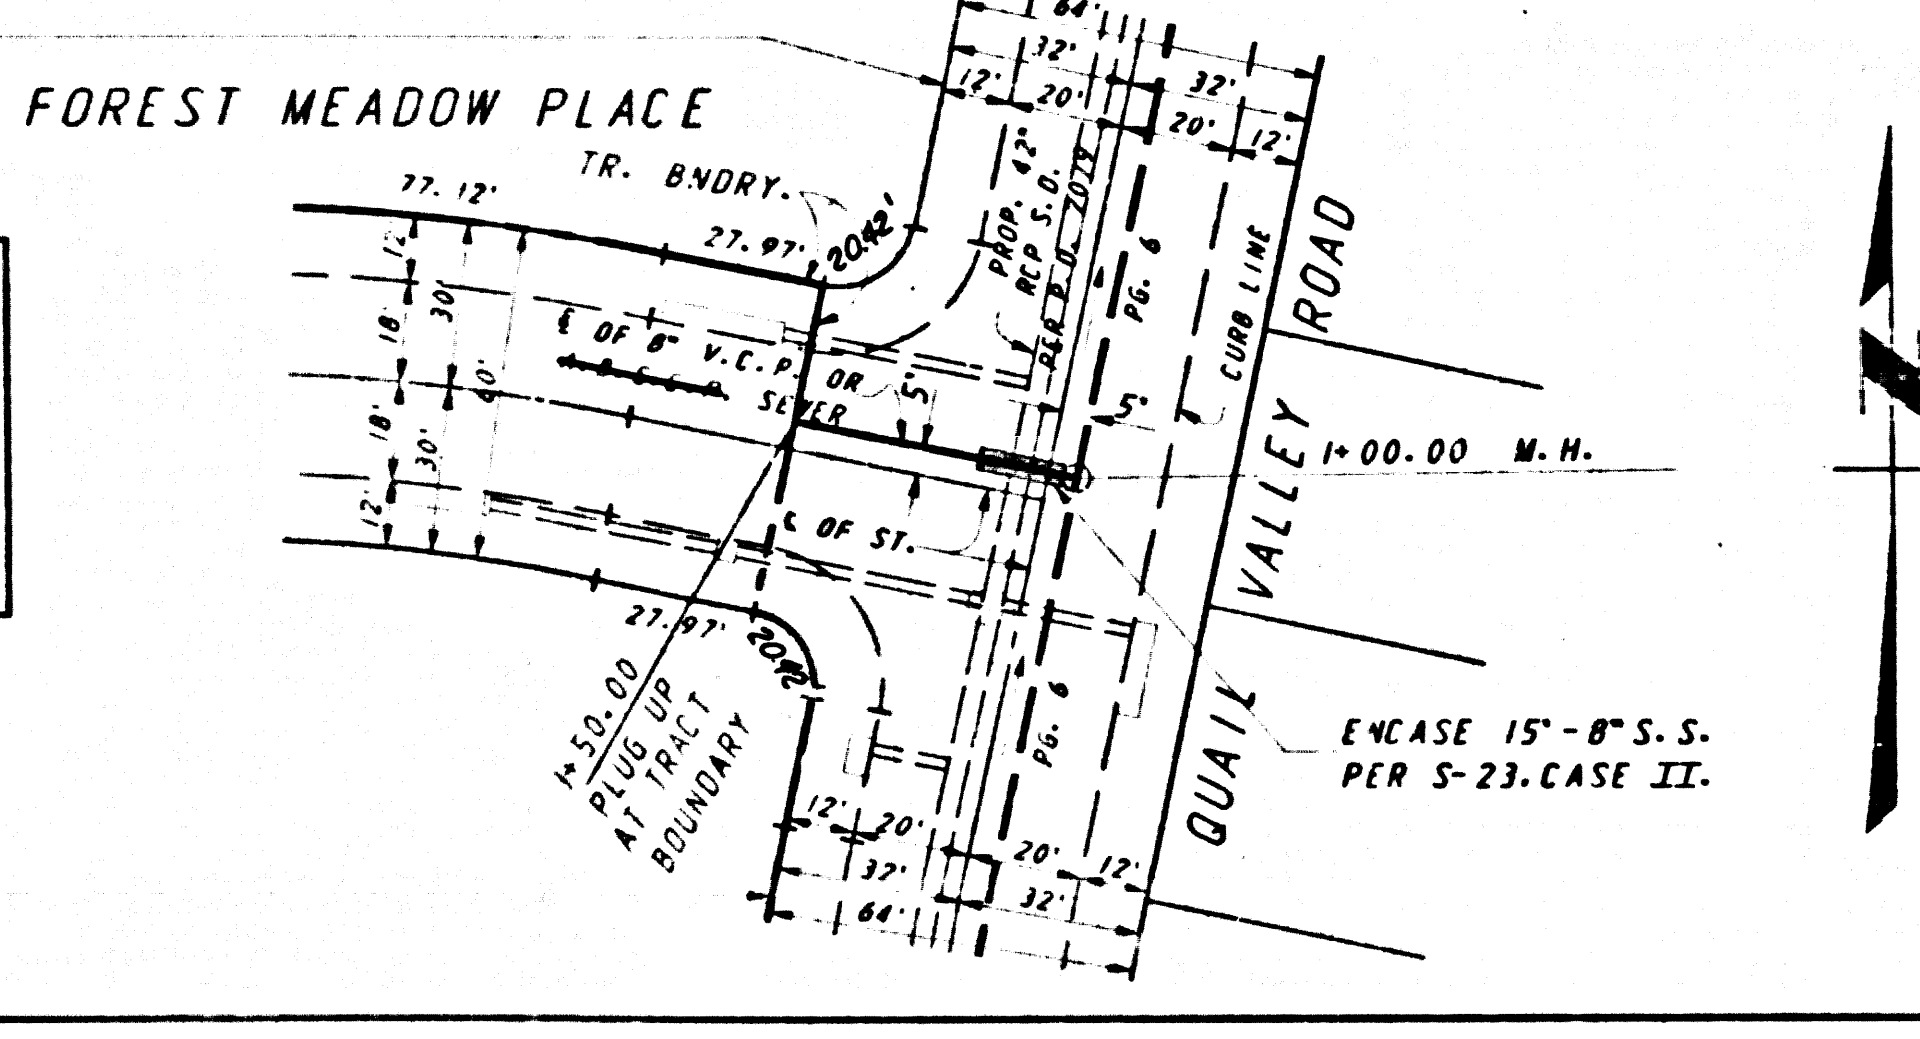 64'
32'
12'
20'
32'
20'
12'
FOREST MEADOW PLACE
TR. BNDRY.
77.12'
27.97'
20.42'
PROP. 42"
RCP S.D.
PER P.D. 7079
PG. 6
CURB LINE
QUAIL VALLEY ROAD
12'
18'
30'
60'
18'
30'
12'
℄ OF 8" V.C.P. OR
SEWER
5'
5'
1+00.00 M.H.
℄ OF ST.
27.97'
20.42'
1+50.00
PLUG UP
AT TRACT
BOUNDARY
PG. 6
ENCASE 15'-8" S.S.
PER S-23.CASE II.
12'
20'
32'
64'
20'
12'
32'